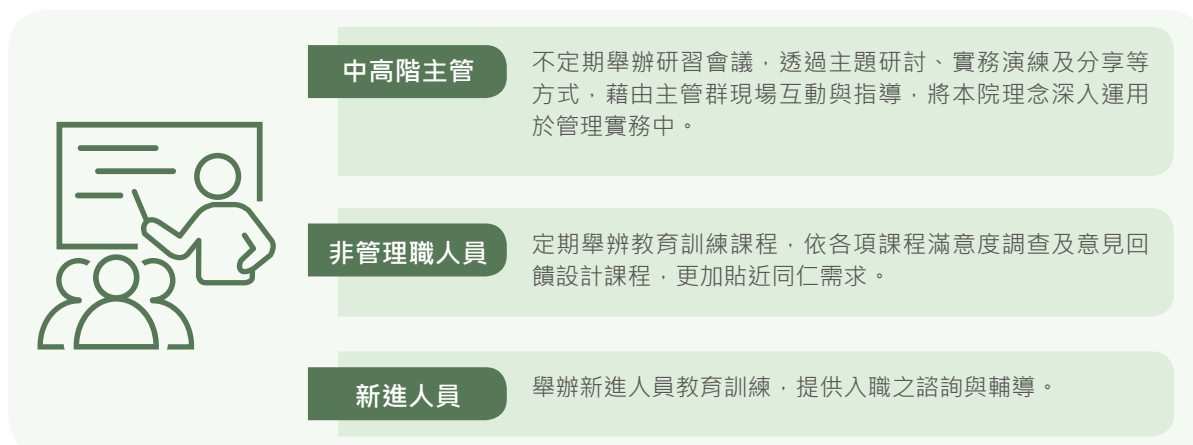 中高階主管
不定期舉辦研習會議，透過主題研討、實務演練及分享等
方式，藉由主管群現場互動與指導，將本院理念深入運用
於管理實務中。
非管理職人員
定期舉辦教育訓練課程，依各項課程滿意度調查及意見回
饋設計課程，更加貼近同仁需求。
新進人員
舉辦新進人員教育訓練，提供入職之諮詢與輔導。